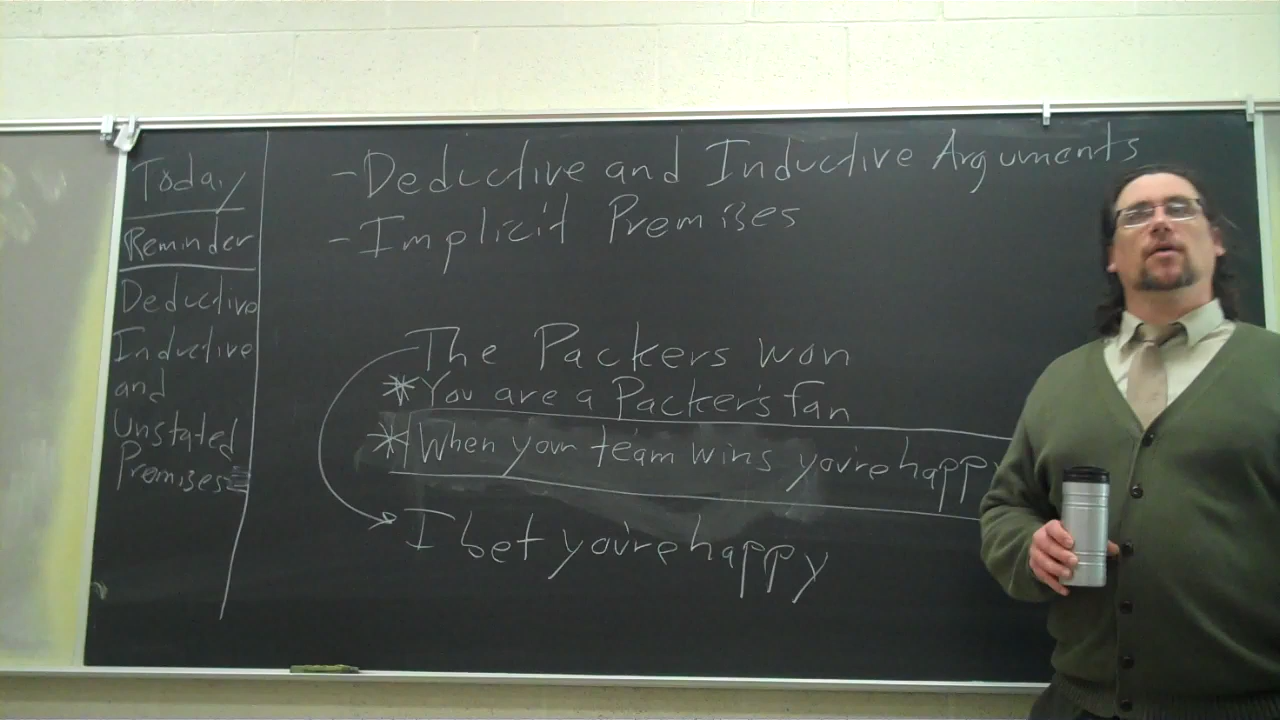 Today
Reminder
Deductive
Inductive
and
Unstated
Premises
- Deductive and Inductive Arguments
- Implicit Premises
The Packers won
* You are a Packer's fan
* When your team wins you're happy
I bet you're happy